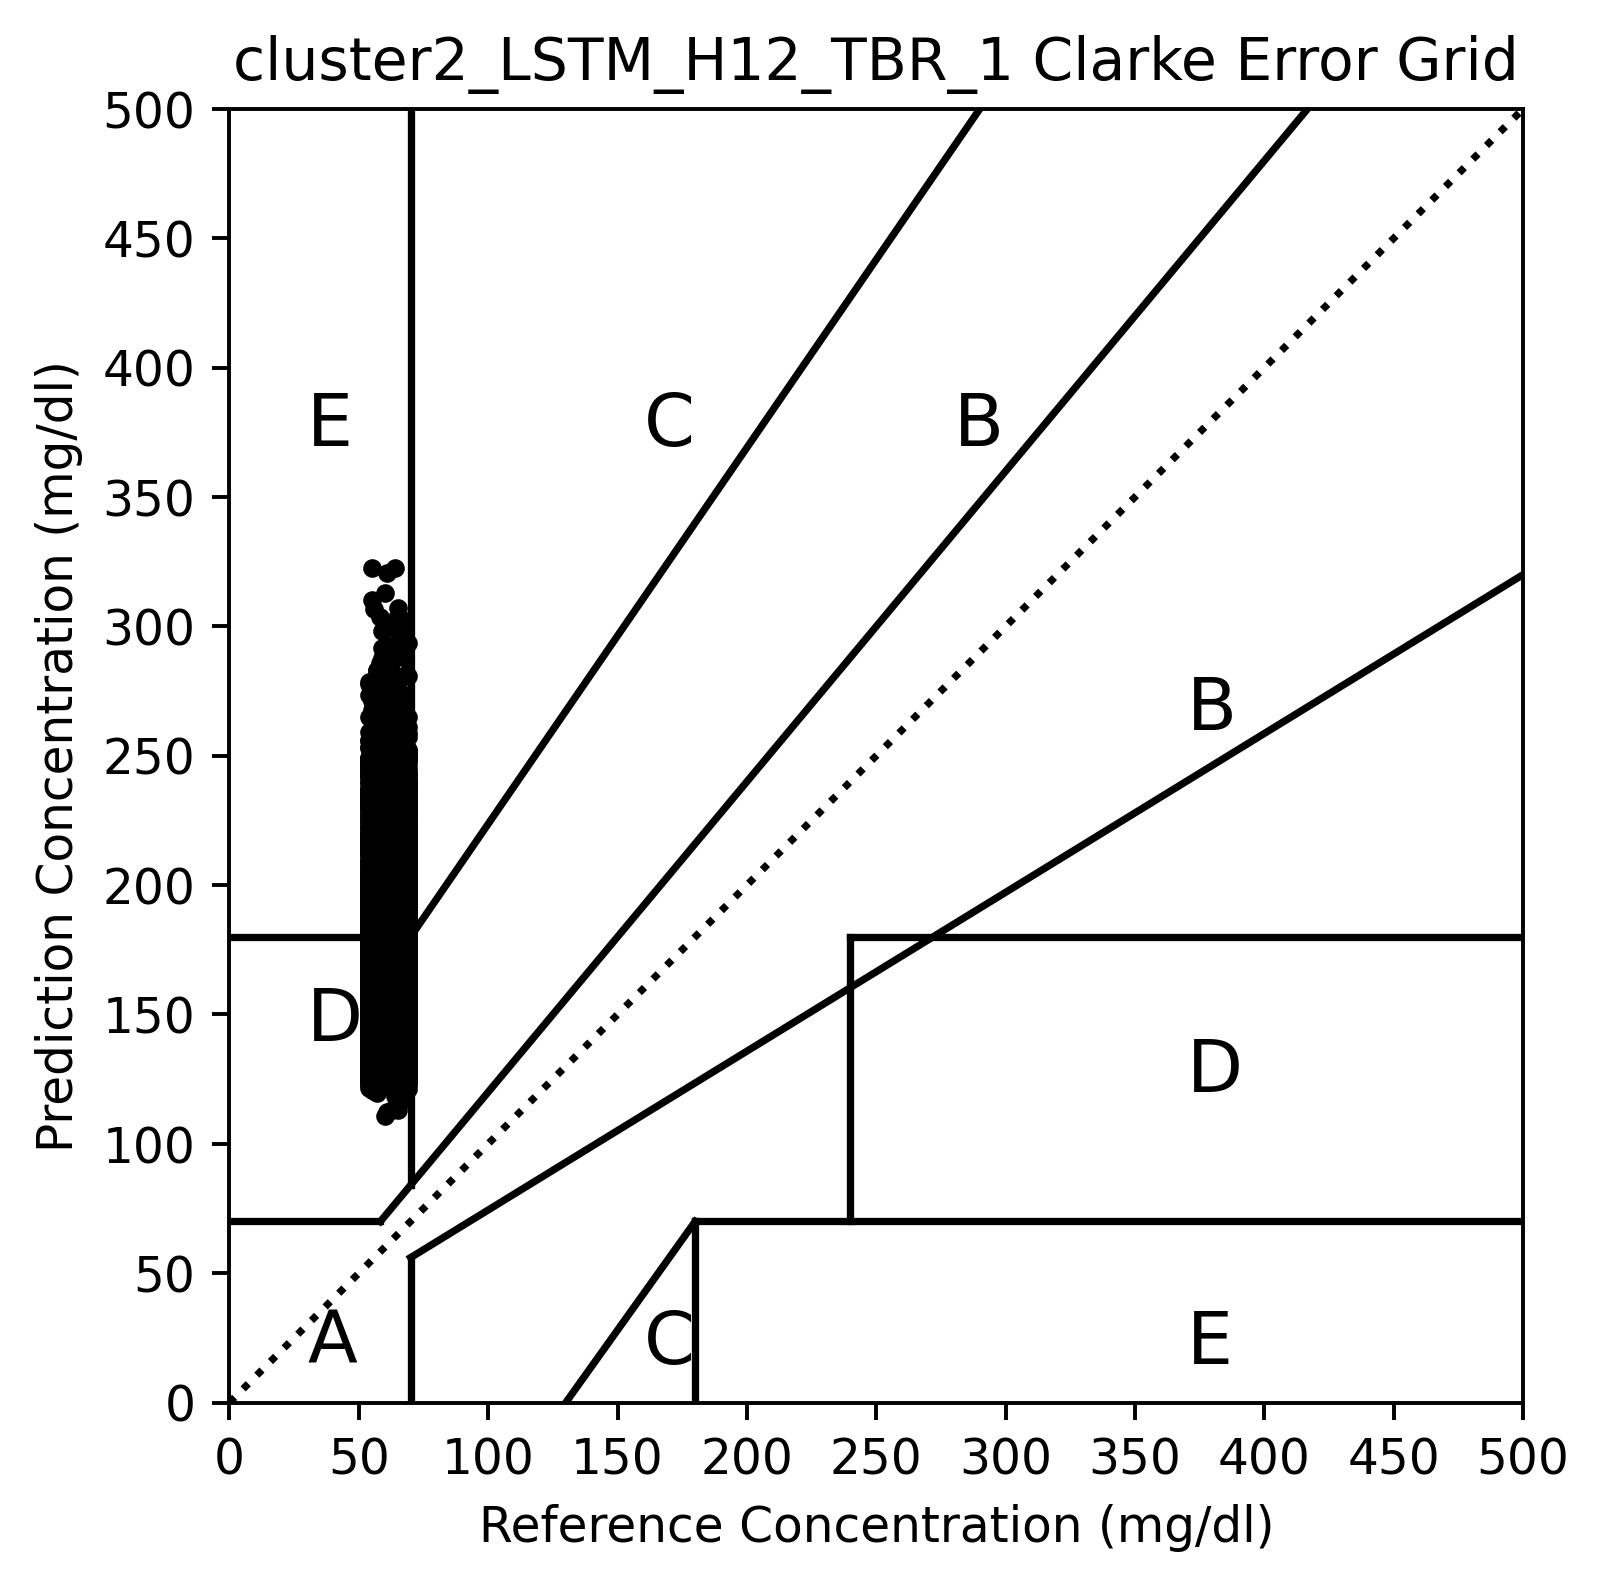 cluster2_LSTM_H12_TBR_1 Clarke Error Grid
500
450
400
350
300
250
200
150
100
50
0
Prediction Concentration (mg/dl)
E
C
B
B
D
D
A
C
E
0 50 100 150 200 250 300 350 400 450 500
Reference Concentration (mg/dl)